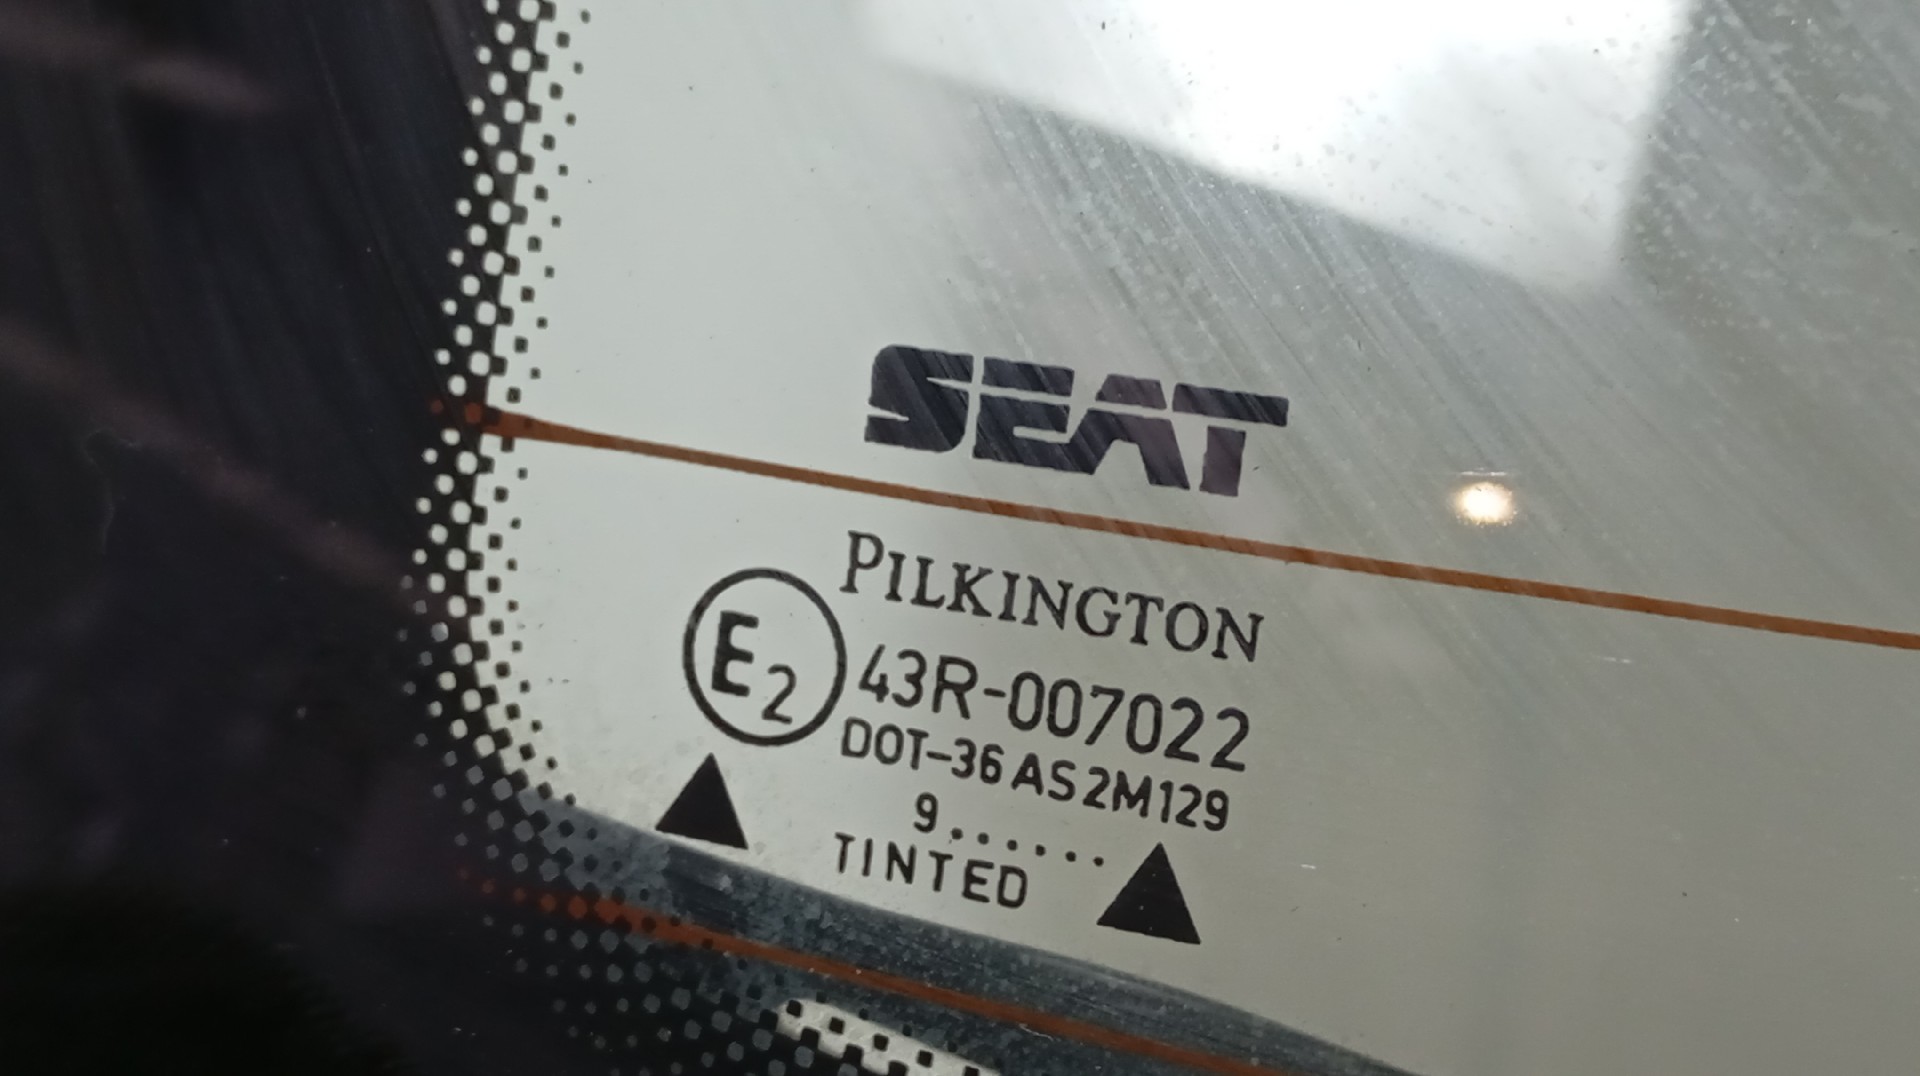 SEAT
PILKINGTON
E2 43R-007022
DOT-36 AS2M129
9......
TINTED